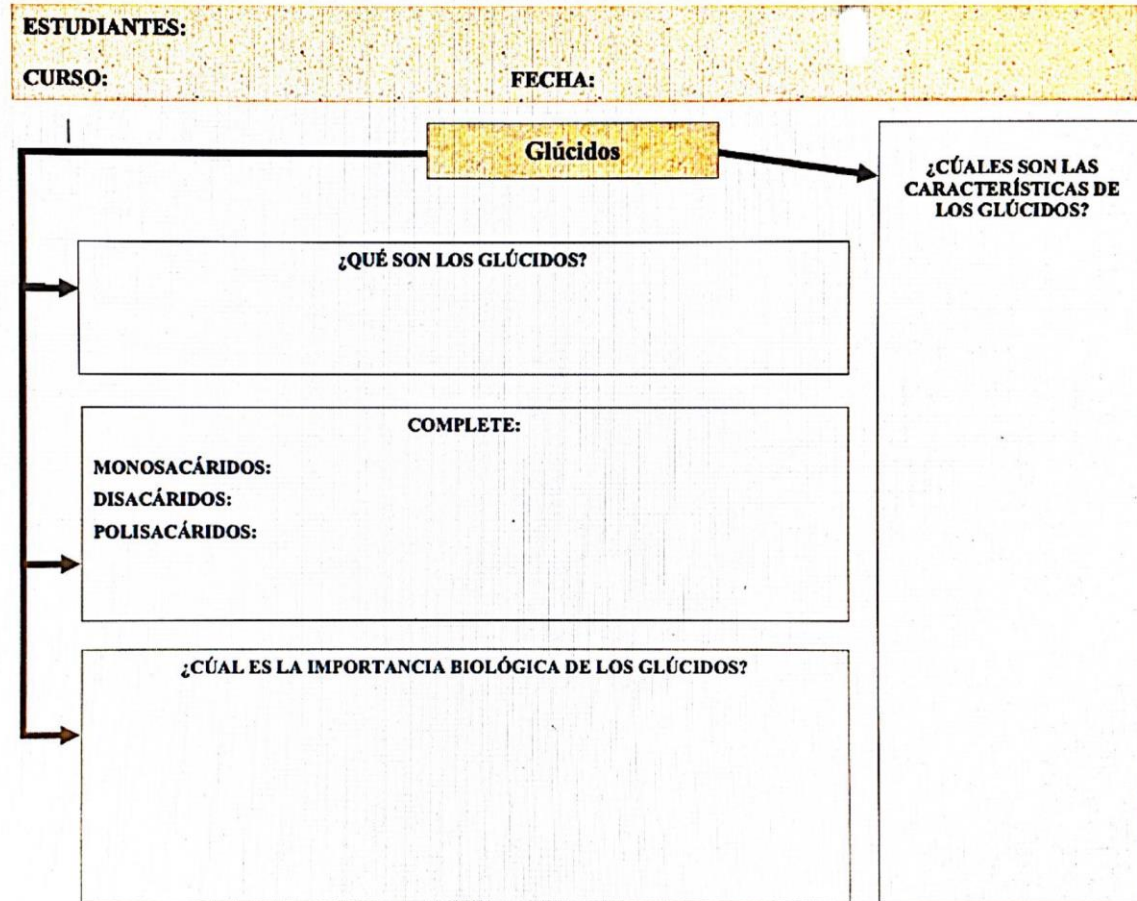 ESTUDIANTES:
CURSO: FECHA:
Glúcidos
¿CÚALES SON LAS
CARACTERÍSTICAS DE
LOS GLÚCIDOS?
¿QUÉ SON LOS GLÚCIDOS?
COMPLETE:
MONOSACÁRIDOS:
DISACÁRIDOS:
POLISACÁRIDOS:
¿CÚAL ES LA IMPORTANCIA BIOLÓGICA DE LOS GLÚCIDOS?